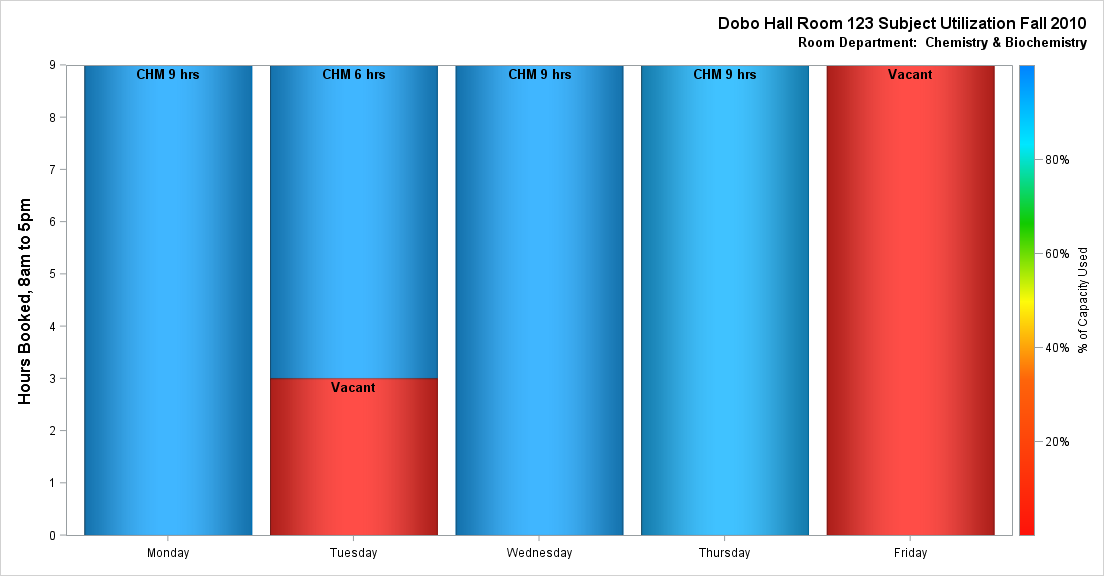 Dobo Hall Room 123 Subject Utilization Fall 2010
Room Department:  Chemistry & Biochemistry
Hours Booked, 8am to 5pm
9
8
7
6
5
4
3
2
1
0
CHM 9 hrs
CHM 6 hrs
Vacant
CHM 9 hrs
CHM 9 hrs
Vacant
Monday
Tuesday
Wednesday
Thursday
Friday
80%
60%
40%
20%
% of Capacity Used